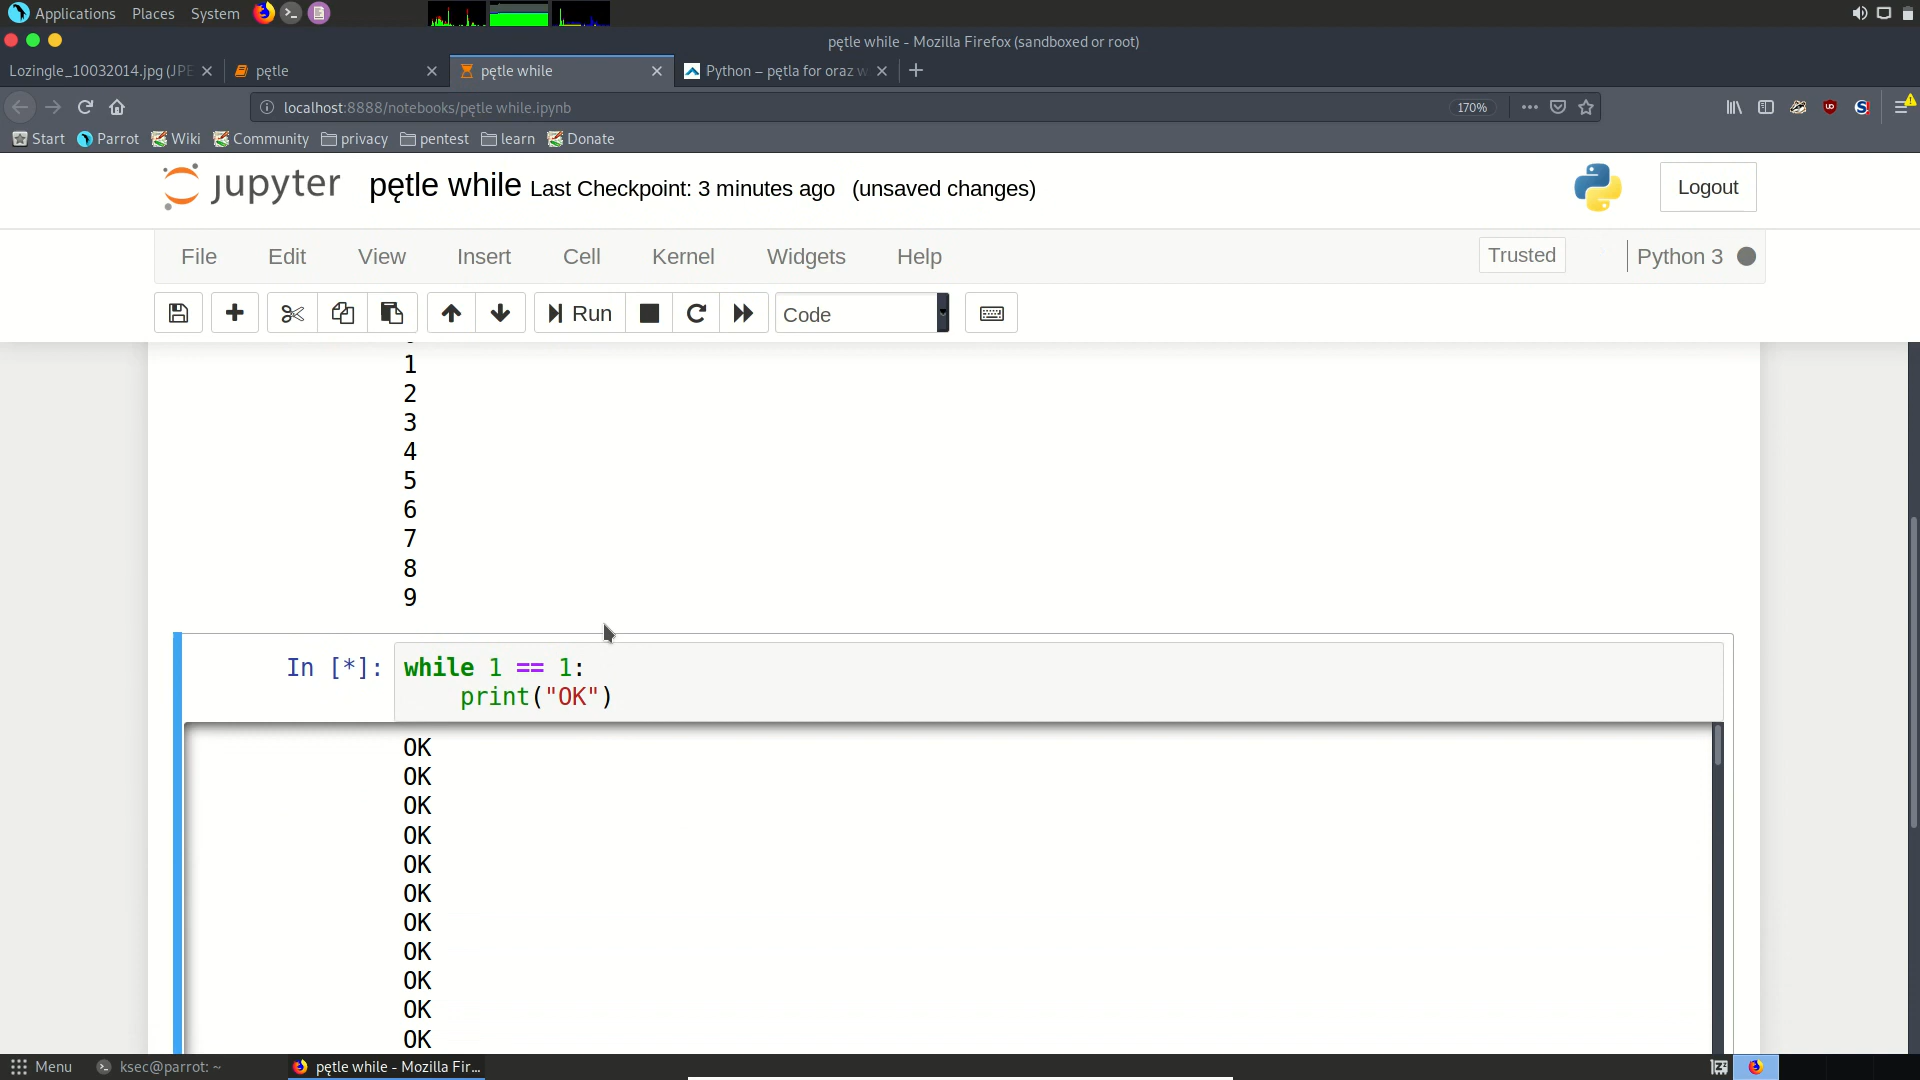 Applications Places System
pętle while - Mozilla Firefox (sandboxed or root)
Lozingle_10032014.jpg (JPE
pętle
pętle while
Python – pętla for oraz w
localhost:8888/notebooks/pętle while.ipynb
170%
Start Parrot Wiki Community privacy pentest learn Donate
jupyter pętle while Last Checkpoint: 3 minutes ago (unsaved changes)
Logout
File Edit View Insert Cell Kernel Widgets Help
Trusted
Python 3
Run
Code
1
2
3
4
5
6
7
8
9
In [*]: while 1 == 1:
print("OK")
OK
OK
OK
OK
OK
OK
OK
OK
OK
OK
OK
Menu ksec@parrot: ~ pętle while - Mozilla Fir...